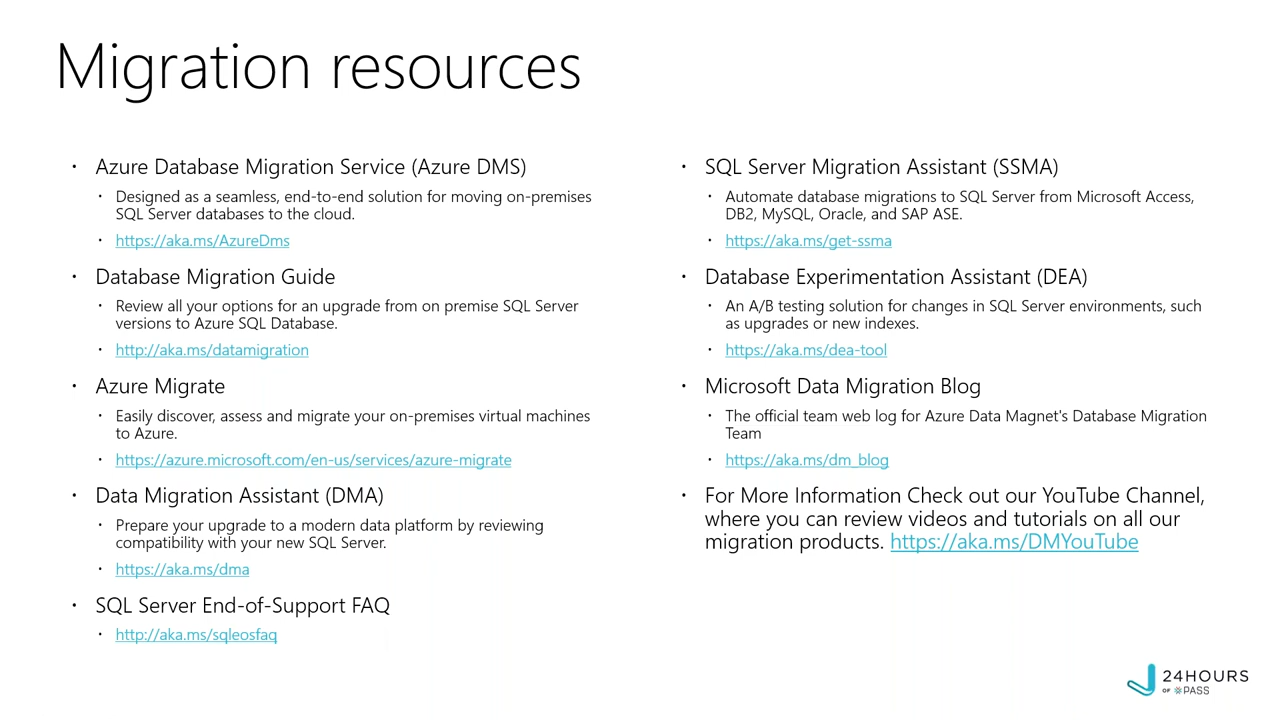 Migration resources
• Azure Database Migration Service (Azure DMS)
• Designed as a seamless, end-to-end solution for moving on-premises
SQL Server databases to the cloud.
• https://aka.ms/AzureDms
• Database Migration Guide
• Review all your options for an upgrade from on premise SQL Server
versions to Azure SQL Database.
• http://aka.ms/datamigration
• Azure Migrate
• Easily discover, assess and migrate your on-premises virtual machines
to Azure.
• https://azure.microsoft.com/en-us/services/azure-migrate
• Data Migration Assistant (DMA)
• Prepare your upgrade to a modern data platform by reviewing
compatibility with your new SQL Server.
• https://aka.ms/dma
• SQL Server End-of-Support FAQ
• http://aka.ms/sqleosfaq
• SQL Server Migration Assistant (SSMA)
• Automate database migrations to SQL Server from Microsoft Access,
DB2, MySQL, Oracle, and SAP ASE.
• https://aka.ms/get-ssma
• Database Experimentation Assistant (DEA)
• An A/B testing solution for changes in SQL Server environments, such
as upgrades or new indexes.
• https://aka.ms/dea-tool
• Microsoft Data Migration Blog
• The official team web log for Azure Data Magnet's Database Migration
Team
• https://aka.ms/dm_blog
• For More Information Check out our YouTube Channel,
where you can review videos and tutorials on all our
migration products. https://aka.ms/DMYouTube
24HOURS
OF PASS